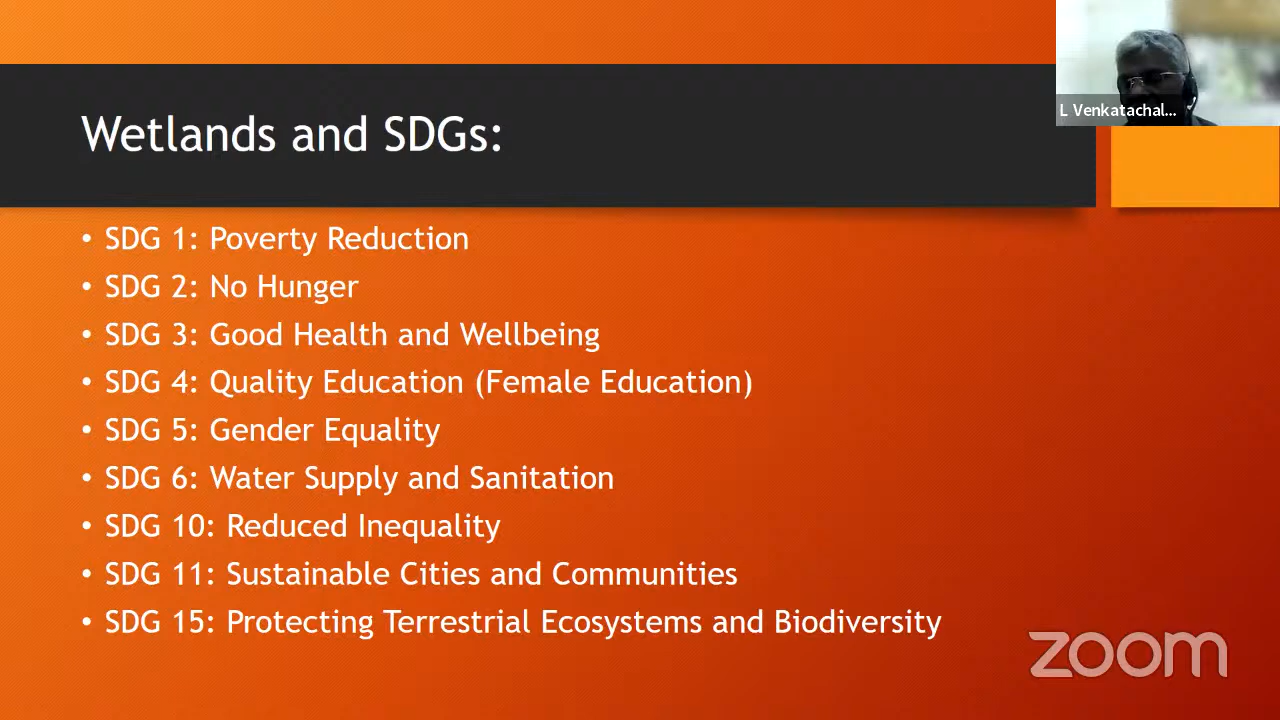 L Venkatachal...
Wetlands and SDGs:
• SDG 1: Poverty Reduction
• SDG 2: No Hunger
• SDG 3: Good Health and Wellbeing
• SDG 4: Quality Education (Female Education)
• SDG 5: Gender Equality
• SDG 6: Water Supply and Sanitation
• SDG 10: Reduced Inequality
• SDG 11: Sustainable Cities and Communities
• SDG 15: Protecting Terrestrial Ecosystems and Biodiversity
zoom